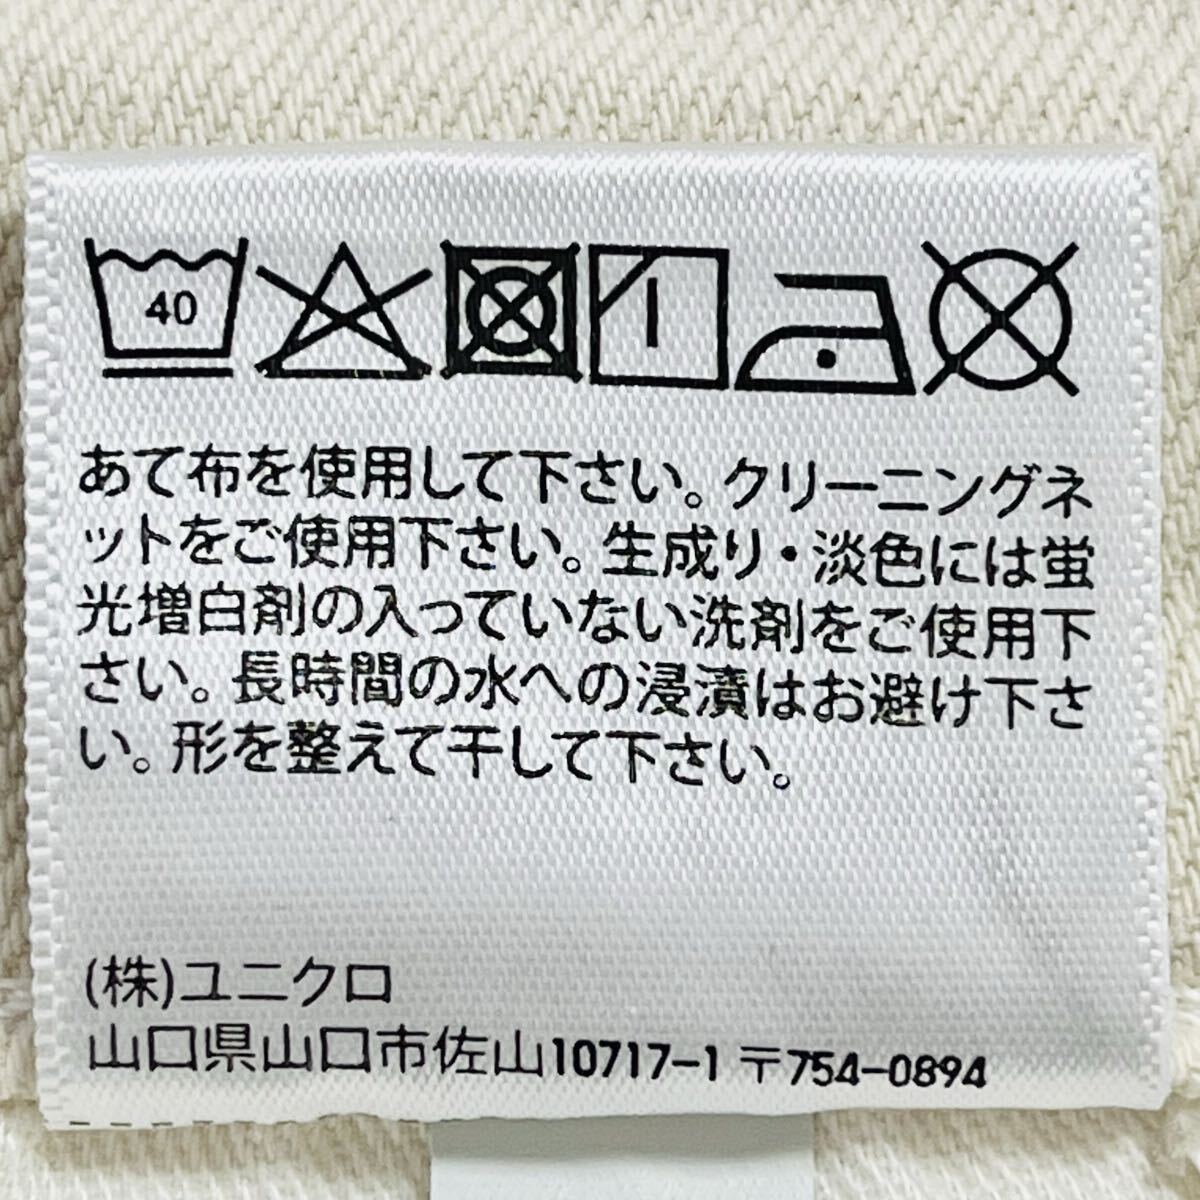 40
あて布を使用して下さい。クリーニングネ
ットをご使用下さい。生成り・淡色には蛍
光増白剤の入っていない洗剤をご使用下
さい。長時間の水への浸漬はお避け下さ
い。形を整えて干して下さい。
(株)ユニクロ
山口県山口市佐山10717-1 〒754-0894